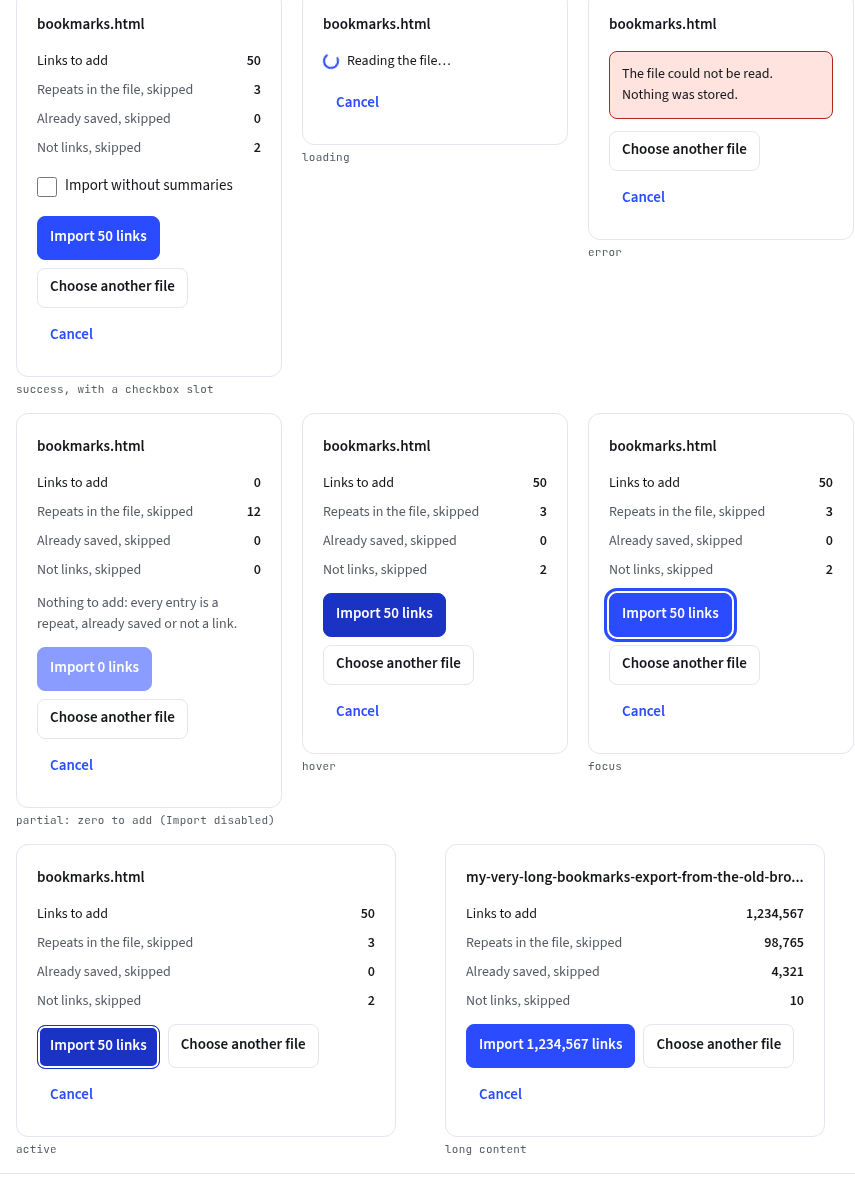 bookmarks.html
Links to add 50
Repeats in the file, skipped 3
Already saved, skipped 0
Not links, skipped 2
Import without summaries
Import 50 links
Choose another file
Cancel
success, with a checkbox slot
bookmarks.html
Reading the file…
Cancel
loading
bookmarks.html
The file could not be read.
Nothing was stored.
Choose another file
Cancel
error
bookmarks.html
Links to add 0
Repeats in the file, skipped 12
Already saved, skipped 0
Not links, skipped 0
Nothing to add: every entry is a
repeat, already saved or not a link.
Import 0 links
Choose another file
Cancel
partial: zero to add (Import disabled)
bookmarks.html
Links to add 50
Repeats in the file, skipped 3
Already saved, skipped 0
Not links, skipped 2
Import 50 links
Choose another file
Cancel
hover
bookmarks.html
Links to add 50
Repeats in the file, skipped 3
Already saved, skipped 0
Not links, skipped 2
Import 50 links
Choose another file
Cancel
focus
bookmarks.html
Links to add 50
Repeats in the file, skipped 3
Already saved, skipped 0
Not links, skipped 2
Import 50 links Choose another file
Cancel
active
my-very-long-bookmarks-export-from-the-old-bro...
Links to add 1,234,567
Repeats in the file, skipped 98,765
Already saved, skipped 4,321
Not links, skipped 10
Import 1,234,567 links Choose another file
Cancel
long content